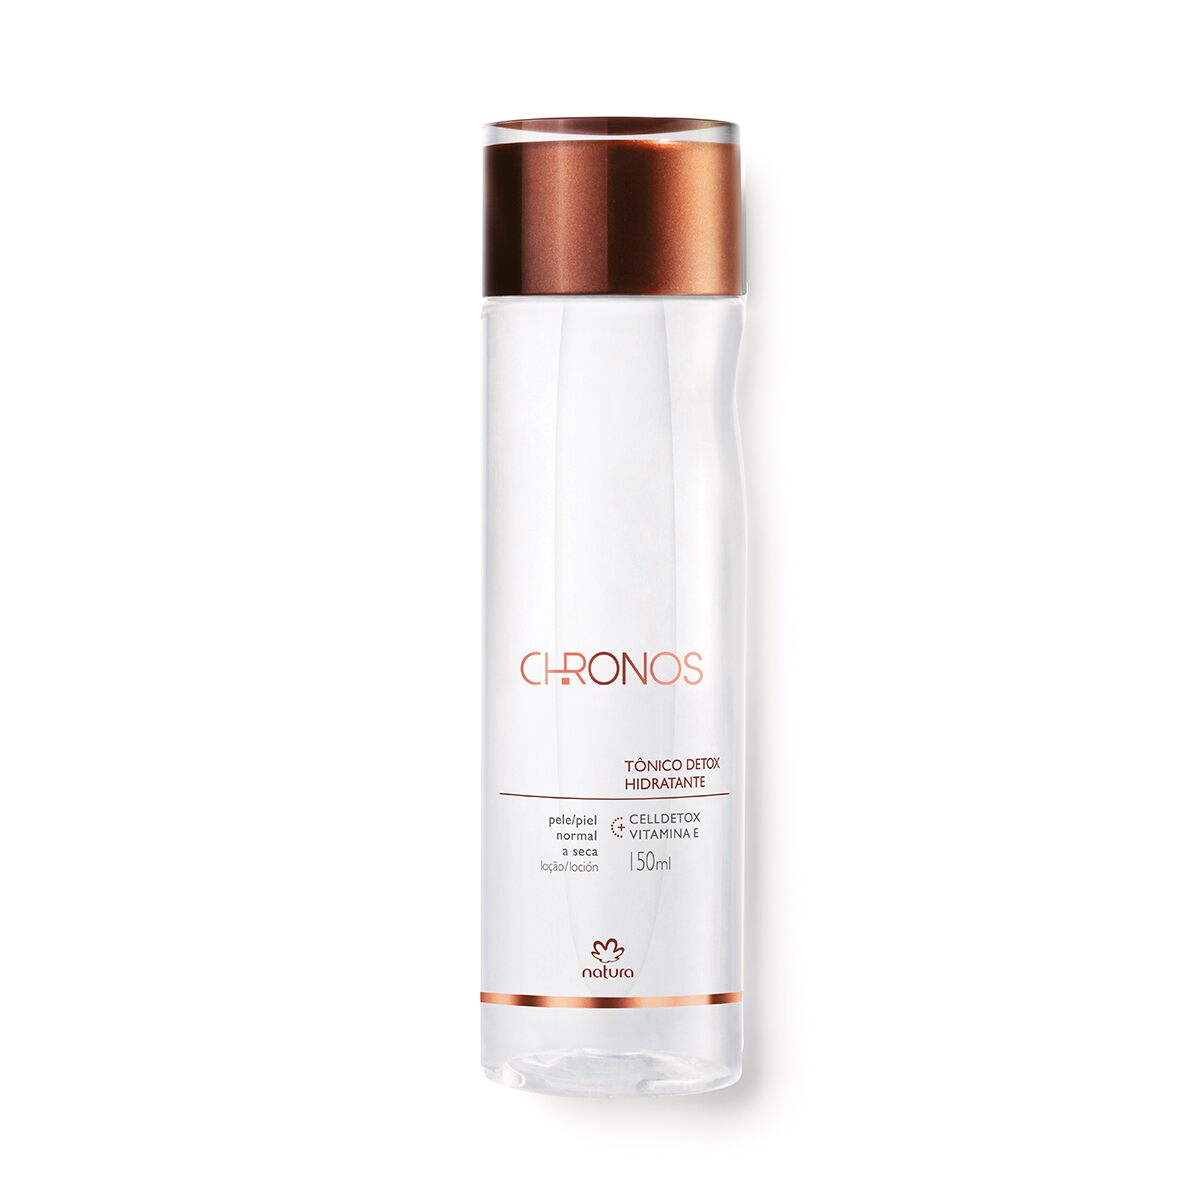 CHRONOS
TÔNICO DETOX
HIDRATANTE
pele/piel
normal
a seca
loção/loción
CELLDETOX
VITAMINA E
150ml
natura